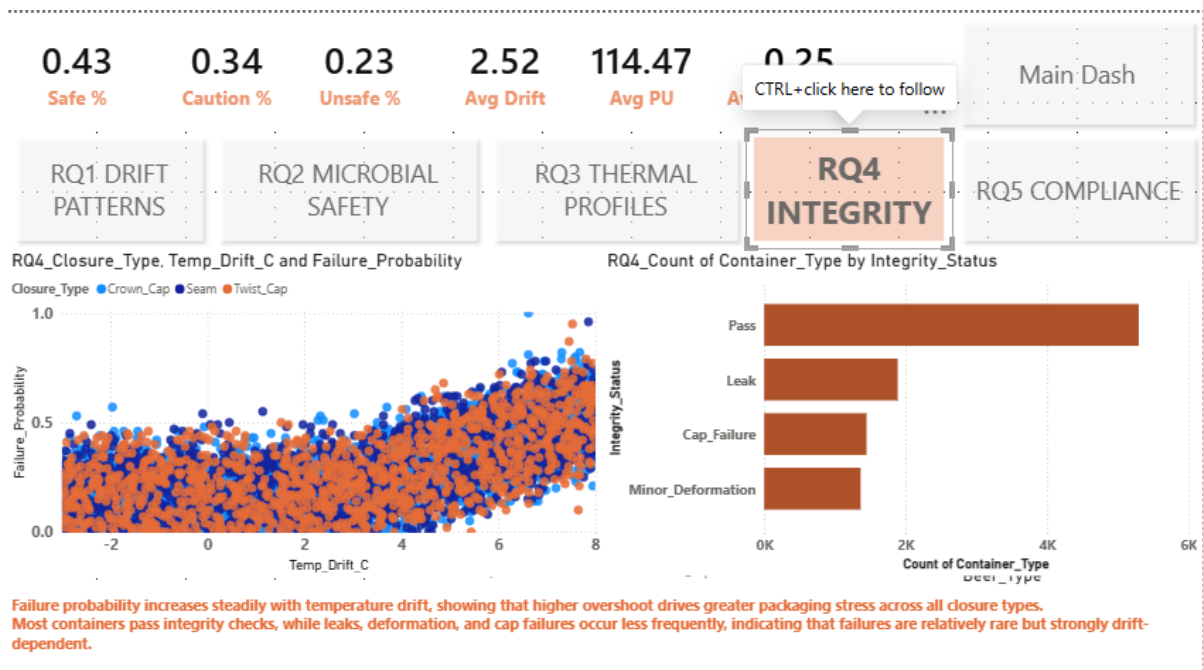 0.43
0.34
0.23
2.52
114.47
0.25
Safe %
Caution %
Unsafe %
Avg Drift
Avg PU
CTRL+click here to follow
Main Dash
RQ1 DRIFT
PATTERNS
RQ2 MICROBIAL
SAFETY
RQ3 THERMAL
PROFILES
RQ4
INTEGRITY
RQ5 COMPLIANCE
RQ4_Closure_Type, Temp_Drift_C and Failure_Probability
Closure_Type Crown_Cap Seam Twist_Cap
1.0
0.5
0.0
Failure_Probability
-2 0 2 4 6 8
Temp_Drift_C
RQ4_Count of Container_Type by Integrity_Status
Integrity_Status
Pass
Leak
Cap_Failure
Minor_Deformation
0K 2K 4K 6K
Count of Container_Type
Beer_Type
Failure probability increases steadily with temperature drift, showing that higher overshoot drives greater packaging stress across all closure types.
Most containers pass integrity checks, while leaks, deformation, and cap failures occur less frequently, indicating that failures are relatively rare but strongly drift-
dependent.